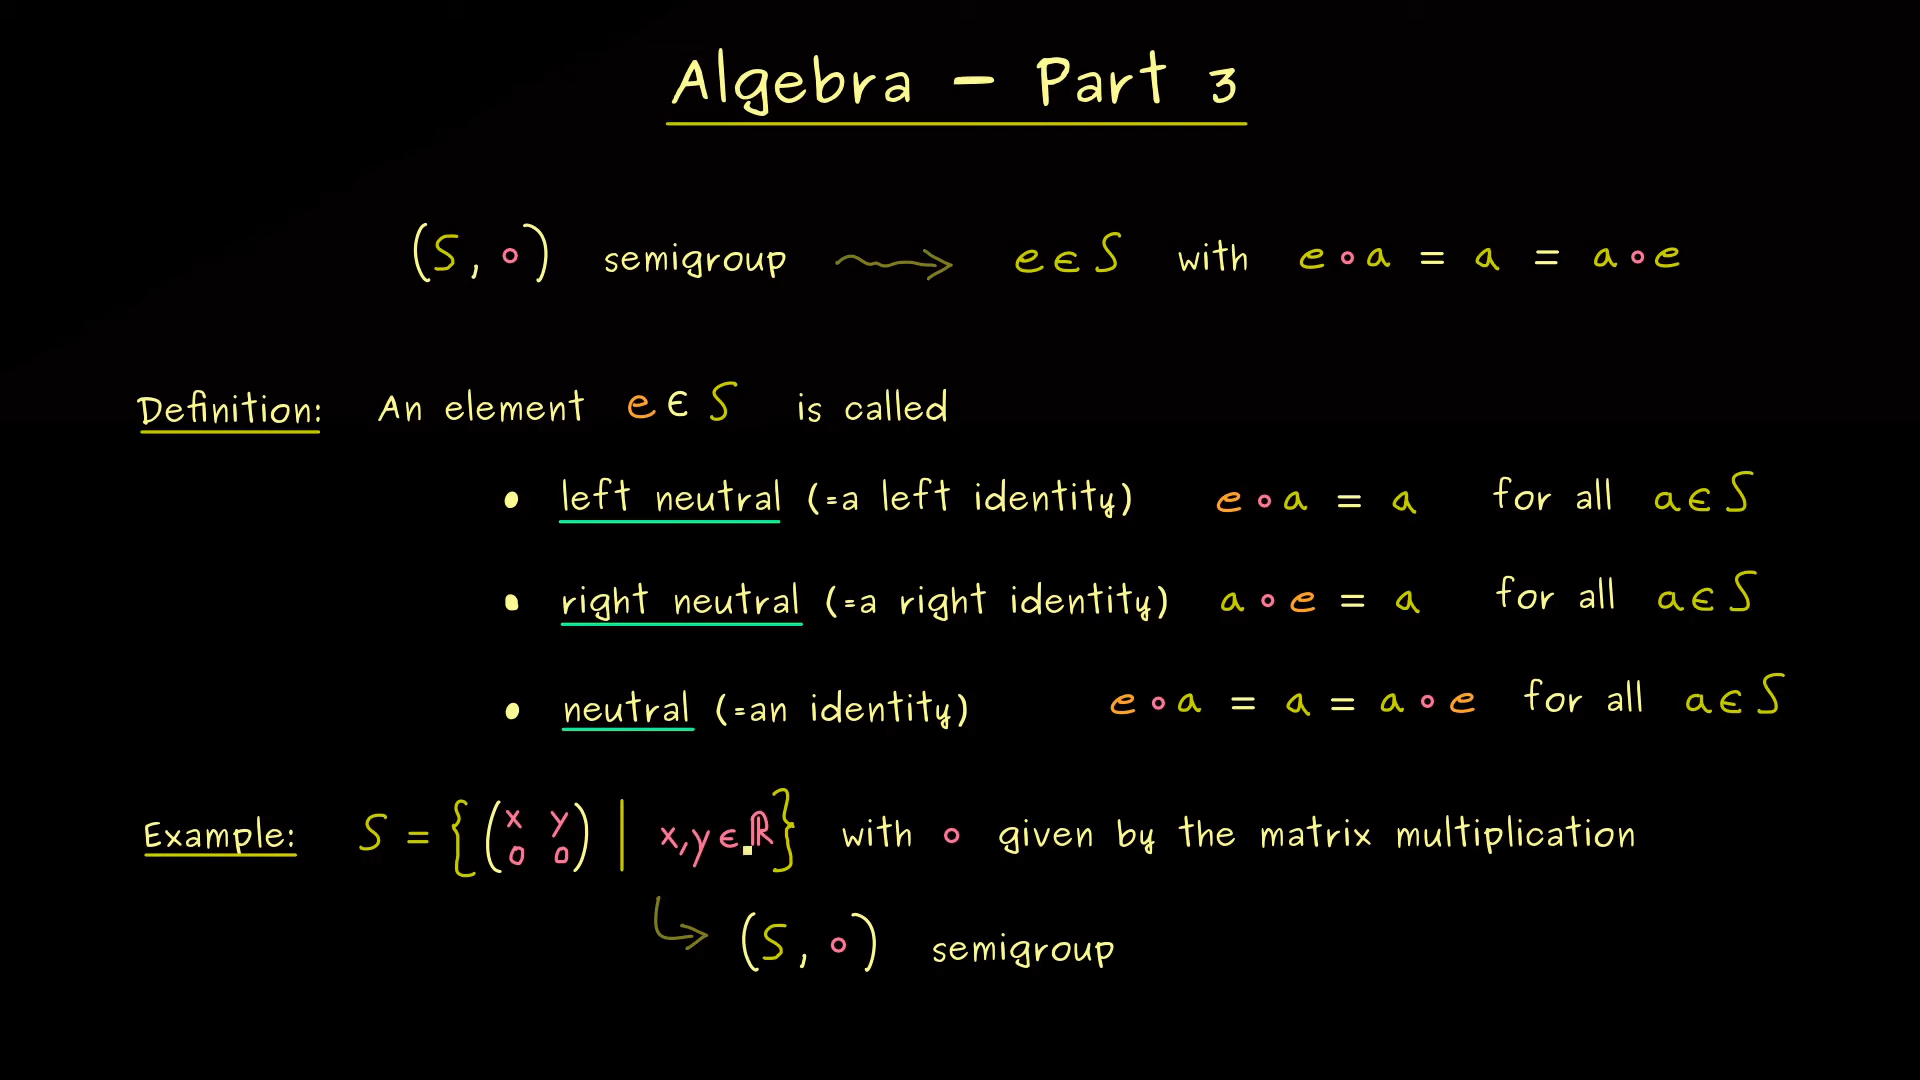 Algebra - Part 3
(S, ∘) semigroup ⇝ e ∈ S with e ∘ a = a = a ∘ e
Definition: An element e ∈ S is called
• left neutral (=a left identity) e ∘ a = a for all a ∈ S
• right neutral (=a right identity) a ∘ e = a for all a ∈ S
• neutral (=an identity) e ∘ a = a = a ∘ e for all a ∈ S
Example: S = {(x y
0 0) | x,y ∈ ℝ} with ∘ given by the matrix multiplication
↳ (S, ∘) semigroup